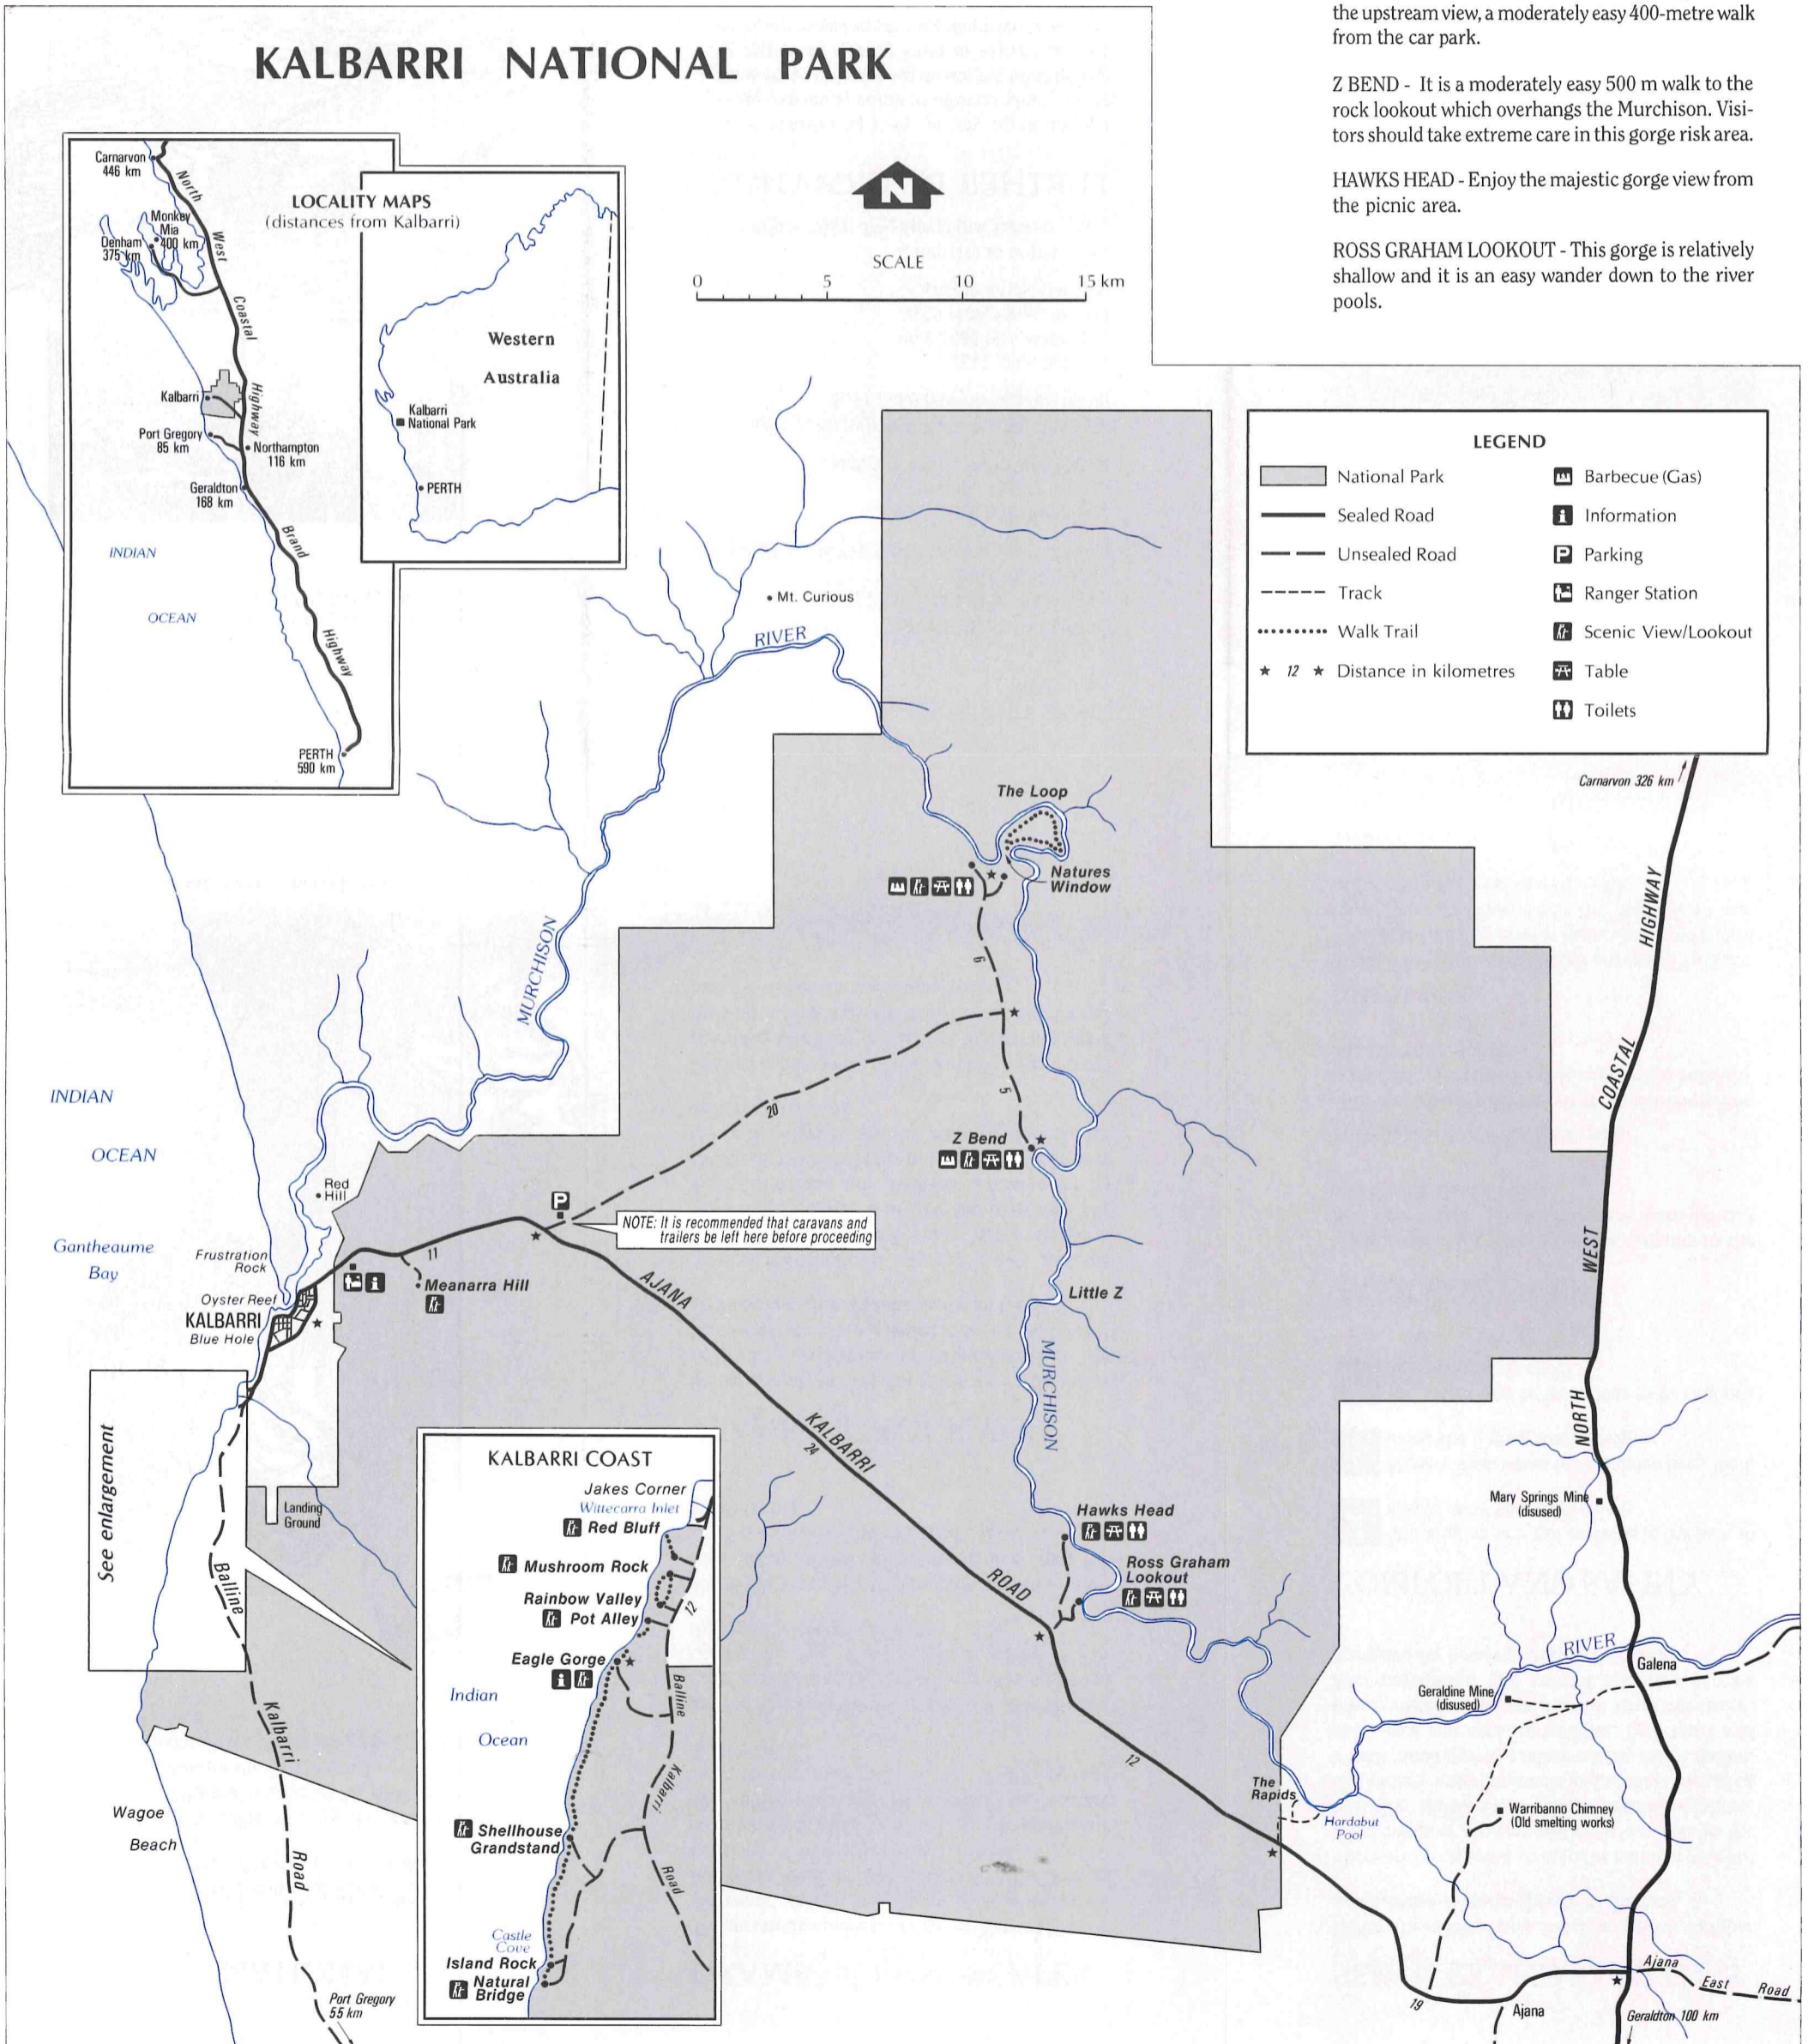 the upstream view, a moderately easy 400-metre walk
from the car park.
Z BEND - It is a moderately easy 500 m walk to the
rock lookout which overhangs the Murchison. Visi-
tors should take extreme care in this gorge risk area.
HAWKS HEAD - Enjoy the majestic gorge view from
the picnic area.
ROSS GRAHAM LOOKOUT - This gorge is relatively
shallow and it is an easy wander down to the river
pools.
KALBARRI NATIONAL PARK
LOCALITY MAPS
(distances from Kalbarri)
Carnarvon
446 km
North
West
Coastal
Highway
Monkey
Mia
400 km
Denham
375 km
Kalbarri
Port Gregory
85 km
Northampton
116 km
Geraldton
168 km
Brand
Highway
INDIAN
OCEAN
PERTH
590 km
Western
Australia
Kalbarri
National Park
PERTH
N
SCALE
0 5 10 15 km
LEGEND
National Park
Sealed Road
Unsealed Road
Track
Walk Trail
★ 12 ★ Distance in kilometres
Barbecue (Gas)
i Information
P Parking
Ranger Station
Scenic View/Lookout
Table
Toilets
Mt. Curious
RIVER
Carnarvon 326 km
The Loop
Natures
Window
MURCHISON
6
HIGHWAY
COASTAL
WEST
NORTH
INDIAN
OCEAN
20
5
Z Bend
Red
Hill
P
NOTE: It is recommended that caravans and
trailers be left here before proceeding
Gantheaume
Bay
Frustration
Rock
11
i
Meanarra Hill
Oyster Reef
KALBARRI
Blue Hole
AJANA
KALBARRI
24
ROAD
Little Z
MURCHISON
See enlargement
Landing
Ground
Balline
Kalbarri
Road
Wagoe
Beach
Port Gregory
55 km
KALBARRI COAST
Jakes Corner
Wittecarra Inlet
Red Bluff
Mushroom Rock
Rainbow Valley
Pot Alley
12
Eagle Gorge
i
Balline
Indian
Ocean
Kalbarri
Shellhouse
Grandstand
Road
Castle
Cove
Island Rock
Natural
Bridge
Hawks Head
Ross Graham
Lookout
Mary Springs Mine
(disused)
RIVER
Galena
Geraldine Mine
(disused)
12
The
Rapids
Hardabut
Pool
Warribanno Chimney
(Old smelting works)
19
Ajana
Ajana
East
Road
Geraldton 100 km